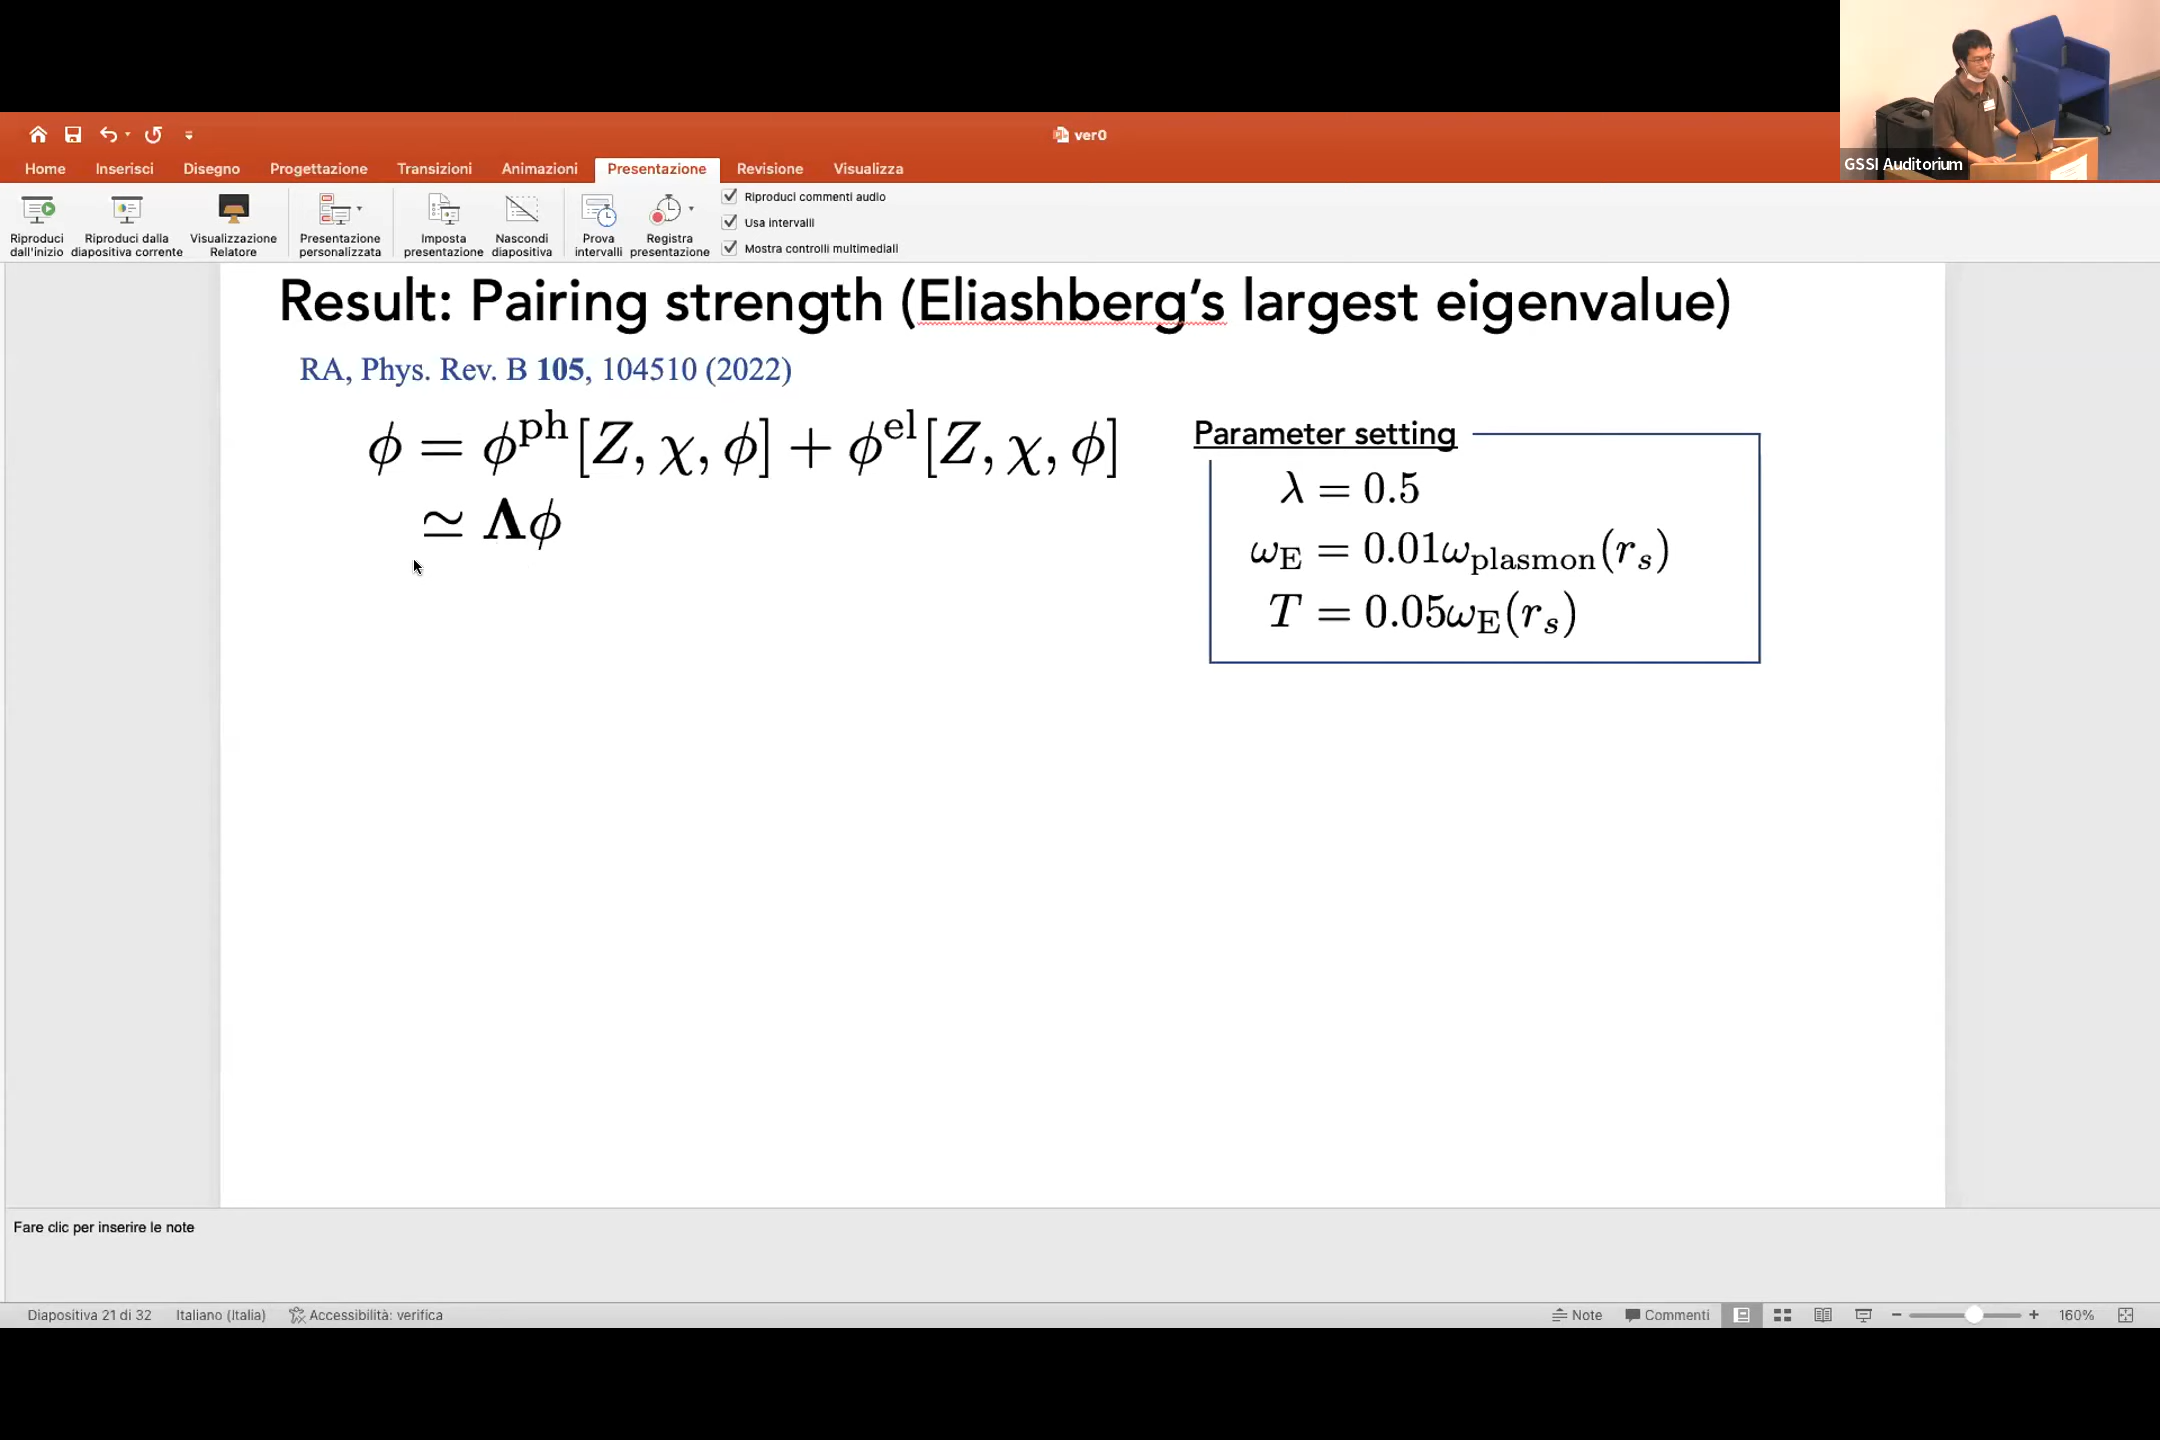 ver0
GSSI Auditorium
Home Inserisci Disegno Progettazione Transizioni Animazioni Presentazione Revisione Visualizza
Riproduci dall'inizio
Riproduci dalla diapositiva corrente
Visualizzazione Relatore
Presentazione personalizzata
Imposta presentazione
Nascondi diapositiva
Prova intervalli
Registra presentazione
Riproduci commenti audio
Usa intervalli
Mostra controlli multimediali
Result: Pairing strength (Eliashberg's largest eigenvalue)
RA, Phys. Rev. B 105, 104510 (2022)
ϕ = ϕ^ph[Z, χ, ϕ] + ϕ^el[Z, χ, ϕ]
≃ Λϕ
Parameter setting
λ = 0.5
ω_E = 0.01ω_plasmon(r_s)
T = 0.05ω_E(r_s)
Fare clic per inserire le note
Diapositiva 21 di 32 Italiano (Italia) Accessibilità: verifica Note Commenti 160%